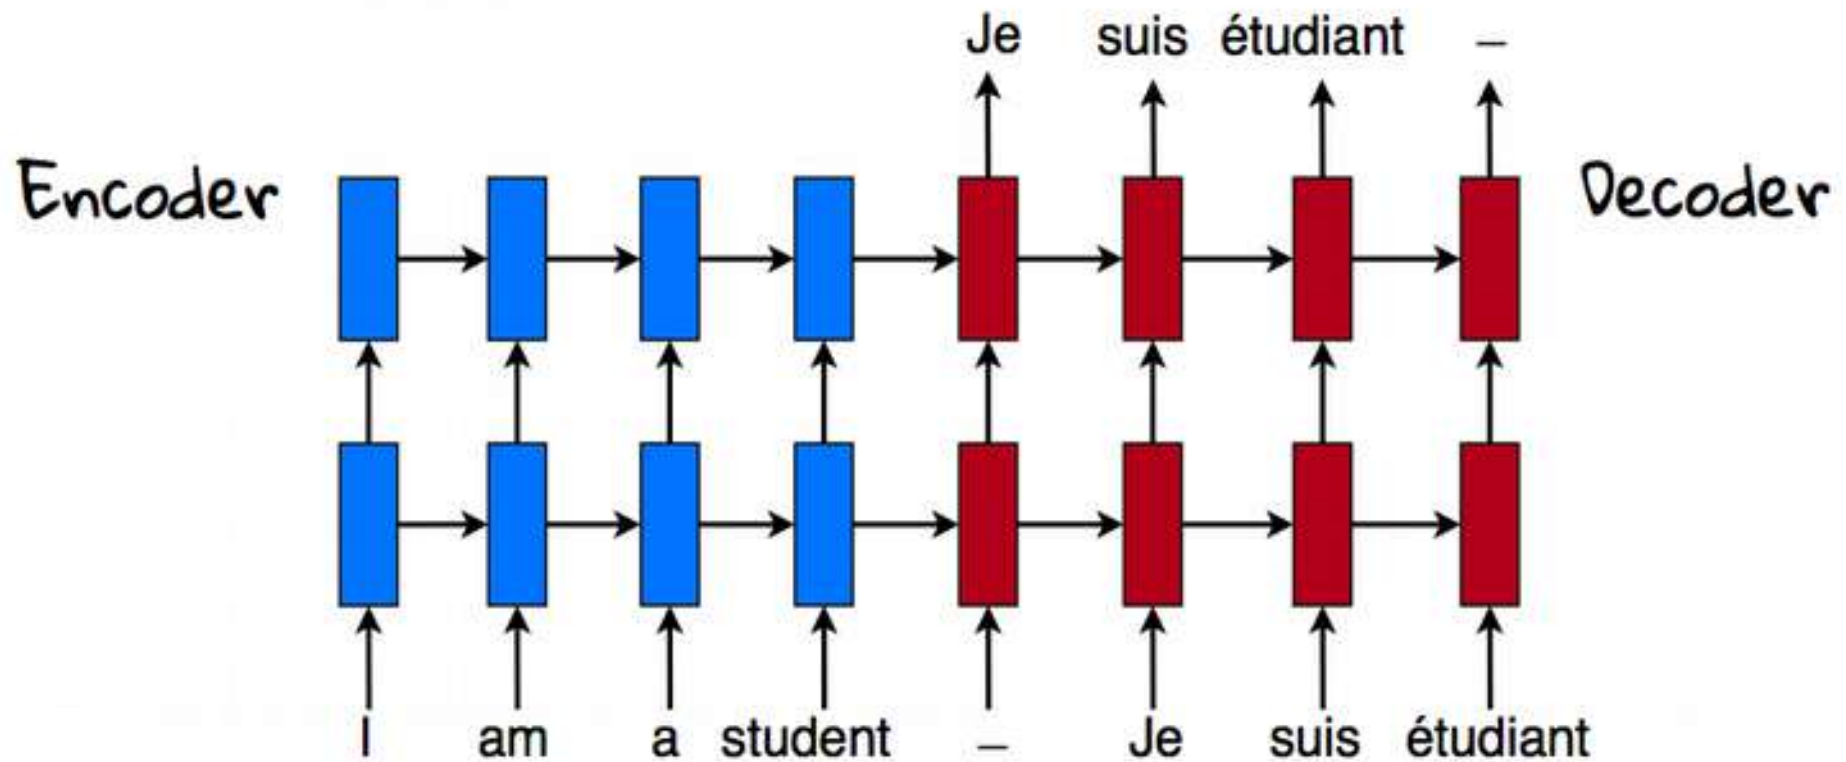 Je suis étudiant –
Encoder Decoder
I am a student – Je suis étudiant